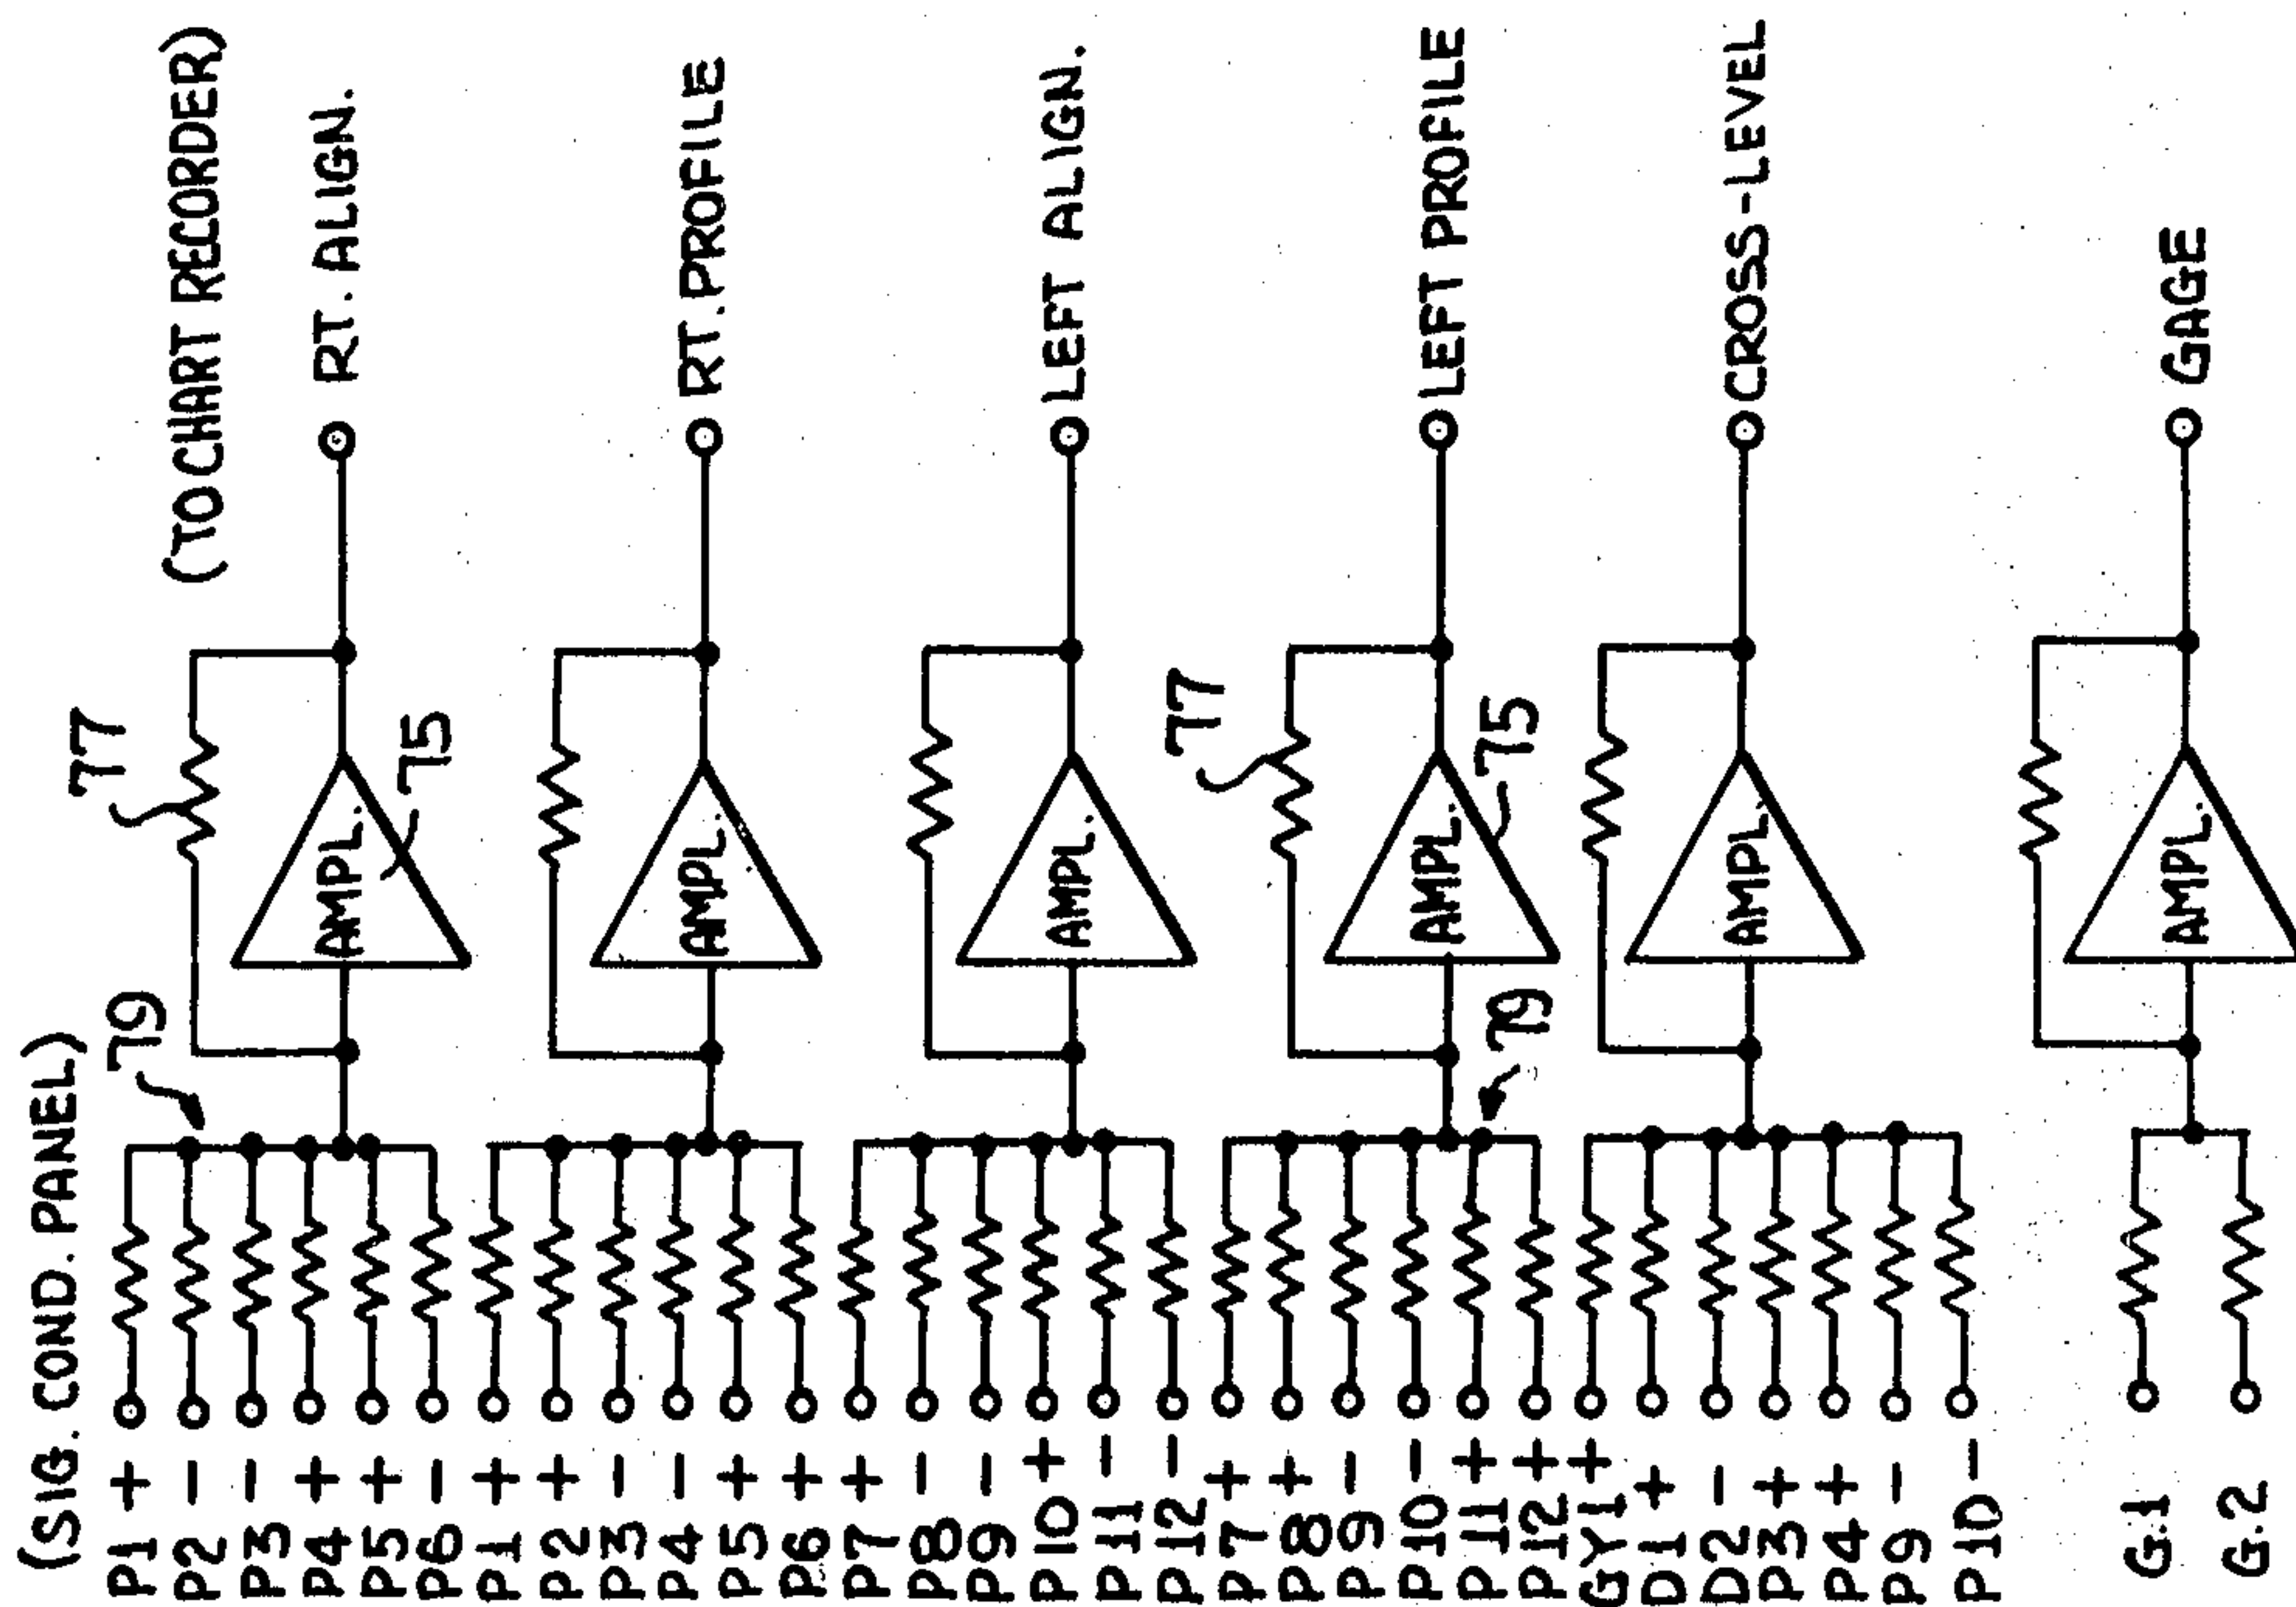 (SIG. COND. PANEL)
(TO CHART RECORDER)
P1 +
P2 -
P3 -
P4 +
P5 +
P6 -
79
77
AMPL.
75
RT. ALIGN.
P1 +
P2 +
P3 -
P4 -
P5 +
P6 +
AMPL.
RT. PROFILE
P7 +
P8 -
P9 -
P10 +
P11 -
P12 -
AMPL.
LEFT ALIGN.
P7 +
P8 +
P9 -
P10 -
P11 +
P12 +
79
77
AMPL.
75
LEFT PROFILE
GY1 +
D1 +
D2 -
P3 +
P4 +
P9 -
P10 -
AMPL.
CROSS-LEVEL
G.1
G.2
AMPL.
GAGE